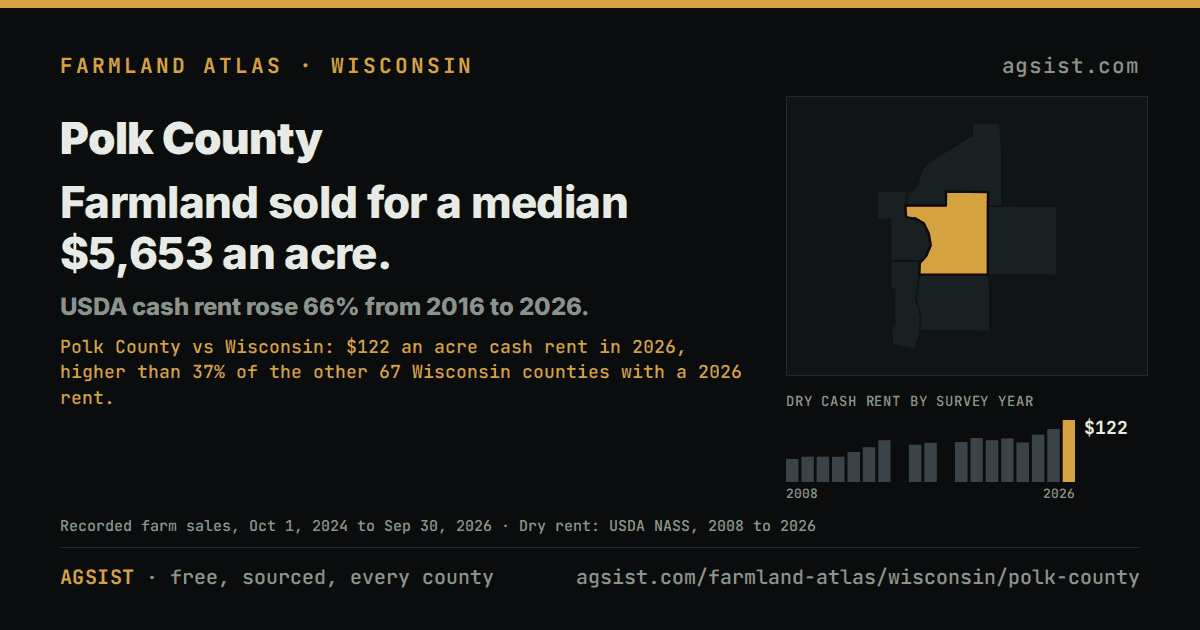 FARMLAND ATLAS · WISCONSIN
agsist.com
Polk County
Farmland sold for a median
$5,653 an acre.
USDA cash rent rose 66% from 2016 to 2026.
Polk County vs Wisconsin: $122 an acre cash rent in 2026,
higher than 37% of the other 67 Wisconsin counties with a 2026
rent.
DRY CASH RENT BY SURVEY YEAR
$122
2008
2026
Recorded farm sales, Oct 1, 2024 to Sep 30, 2026 · Dry rent: USDA NASS, 2008 to 2026
AGSIST · free, sourced, every county
agsist.com/farmland-atlas/wisconsin/polk-county